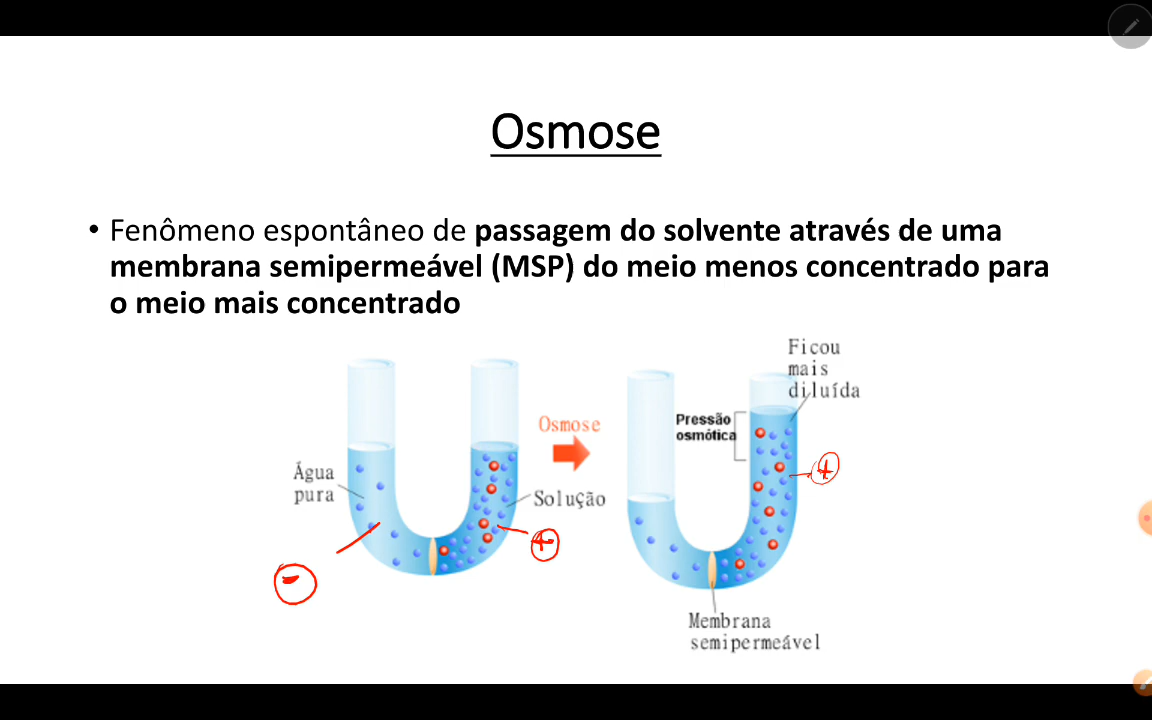 Osmose
• Fenômeno espontâneo de passagem do solvente através de uma
membrana semipermeável (MSP) do meio menos concentrado para
o meio mais concentrado
Ficou
mais
diluída
Pressão
osmótica
Osmose
Água
pura
Solução
+
+
-
Membrana
semipermeável